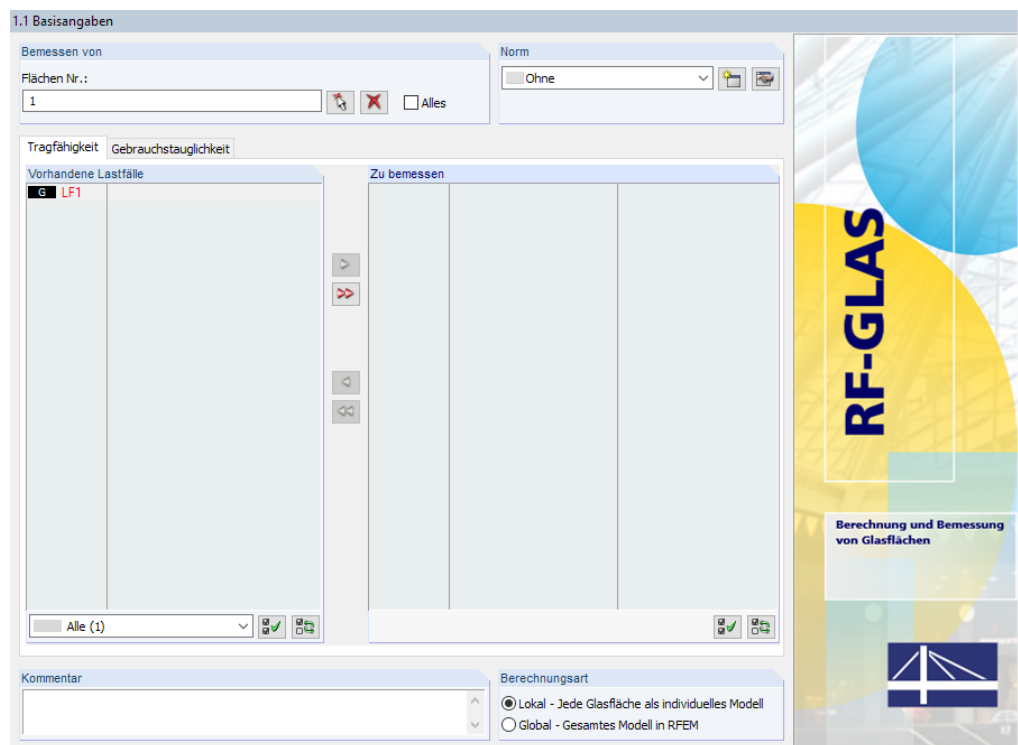 1.1 Basisangaben
Bemessen von
Flächen Nr.:
1
Alles
Norm
Ohne
Tragfähigkeit
Gebrauchstauglichkeit
Vorhandene Lastfälle
G LF1
Alle (1)
Zu bemessen
Kommentar
Berechnungsart
Lokal - Jede Glasfläche als individuelles Modell
Global - Gesamtes Modell in RFEM
RF-GLAS
Berechnung und Bemessung
von Glasflächen